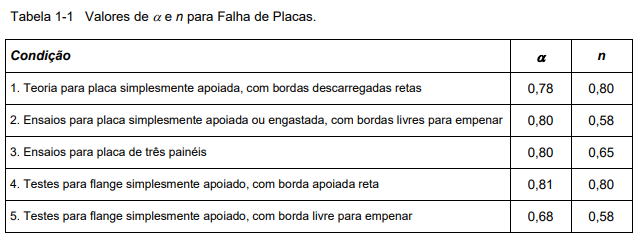 Tabela 1-1 Valores de α e n para Falha de Placas.
Condição α n
1. Teoria para placa simplesmente apoiada, com bordas descarregadas retas 0,78 0,80
2. Ensaios para placa simplesmente apoiada ou engastada, com bordas livres para empenar 0,80 0,58
3. Ensaios para placa de três painéis 0,80 0,65
4. Testes para flange simplesmente apoiado, com borda apoiada reta 0,81 0,80
5. Testes para flange simplesmente apoiado, com borda livre para empenar 0,68 0,58